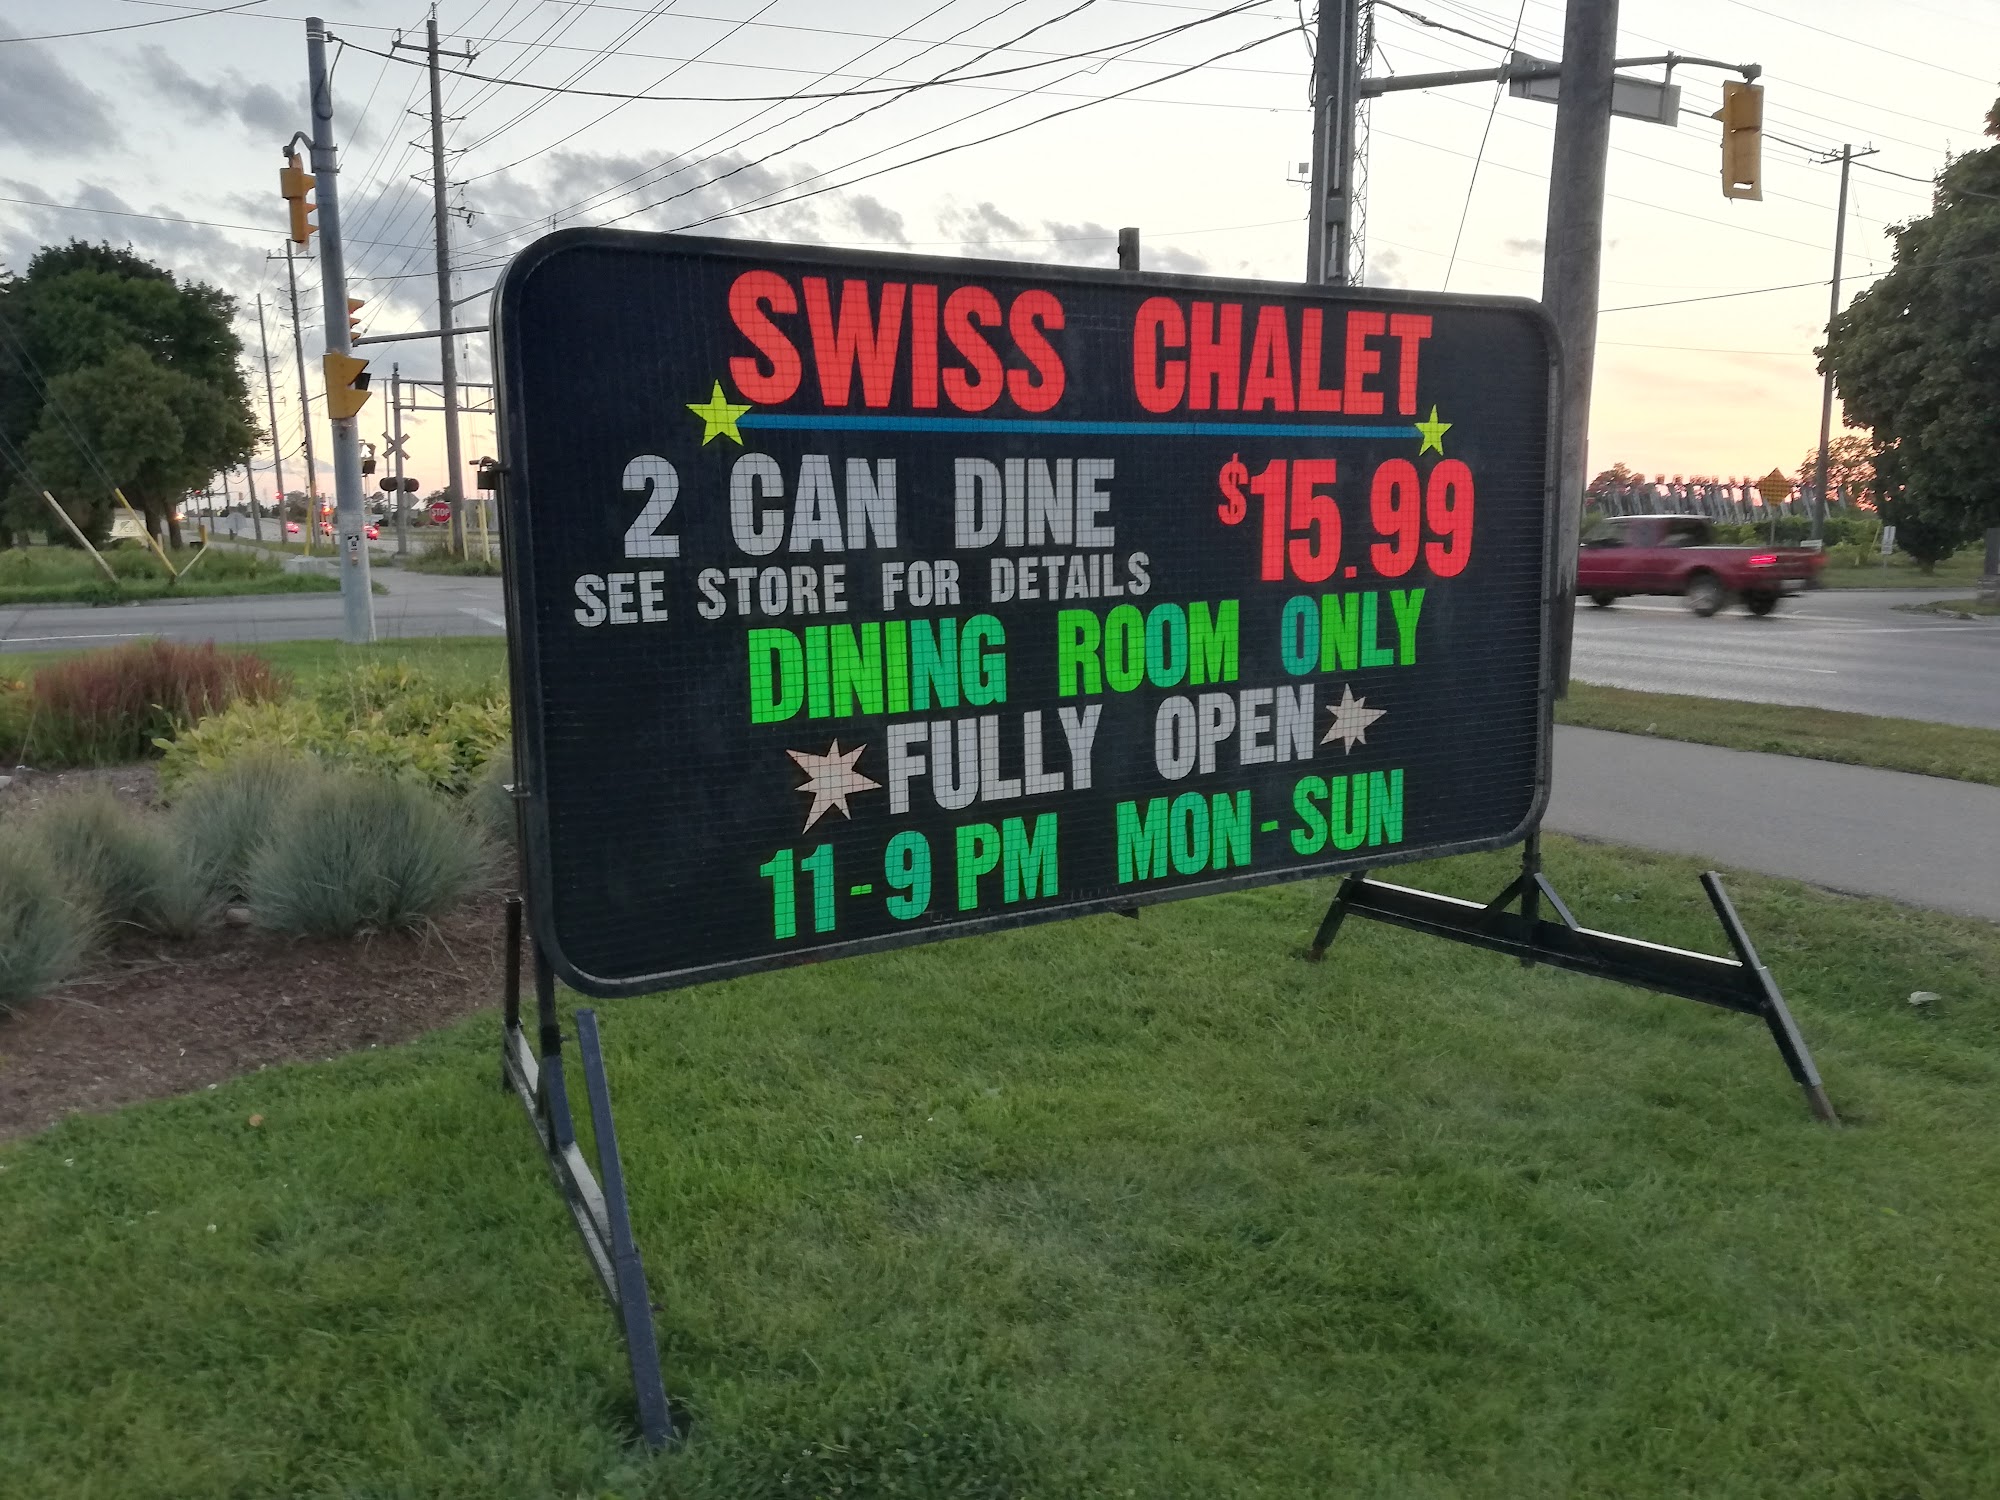 SWISS CHALET
2 CAN DINE $15.99
SEE STORE FOR DETAILS
DINING ROOM ONLY
FULLY OPEN
11-9 PM MON-SUN
STOP